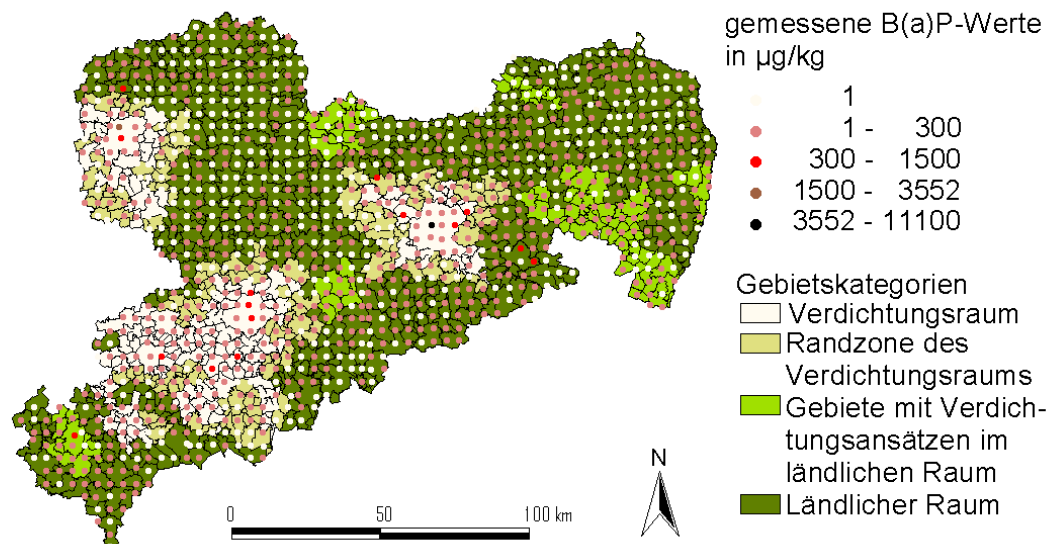 gemessene B(a)P-Werte
in µg/kg
1
1 - 300
300 - 1500
1500 - 3552
3552 - 11100
Gebietskategorien
Verdichtungsraum
Randzone des
Verdichtungsraums
Gebiete mit Verdich-
tungsansätzen im
ländlichen Raum
Ländlicher Raum
N
0 50 100 km